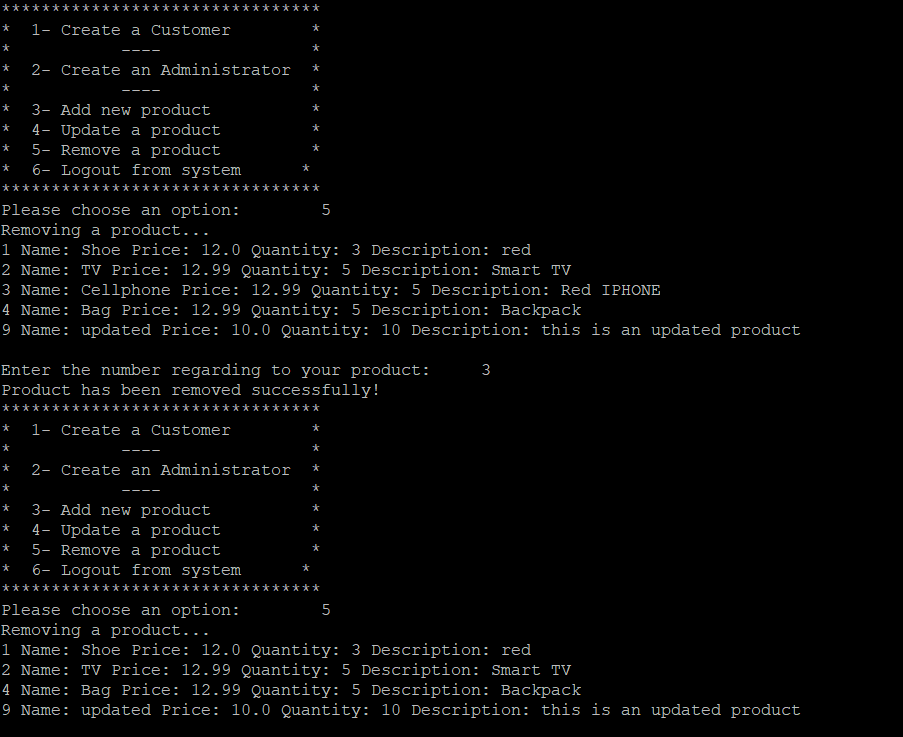 ********************************
*  1- Create a Customer        *
*           ----               *
*  2- Create an Administrator  *
*           ----               *
*  3- Add new product          *
*  4- Update a product         *
*  5- Remove a product         *
*  6- Logout from system      *
********************************
Please choose an option:        5
Removing a product...
1 Name: Shoe Price: 12.0 Quantity: 3 Description: red
2 Name: TV Price: 12.99 Quantity: 5 Description: Smart TV
3 Name: Cellphone Price: 12.99 Quantity: 5 Description: Red IPHONE
4 Name: Bag Price: 12.99 Quantity: 5 Description: Backpack
9 Name: updated Price: 10.0 Quantity: 10 Description: this is an updated product

Enter the number regarding to your product:     3
Product has been removed successfully!
********************************
*  1- Create a Customer        *
*           ----               *
*  2- Create an Administrator  *
*           ----               *
*  3- Add new product          *
*  4- Update a product         *
*  5- Remove a product         *
*  6- Logout from system      *
********************************
Please choose an option:        5
Removing a product...
1 Name: Shoe Price: 12.0 Quantity: 3 Description: red
2 Name: TV Price: 12.99 Quantity: 5 Description: Smart TV
4 Name: Bag Price: 12.99 Quantity: 5 Description: Backpack
9 Name: updated Price: 10.0 Quantity: 10 Description: this is an updated product